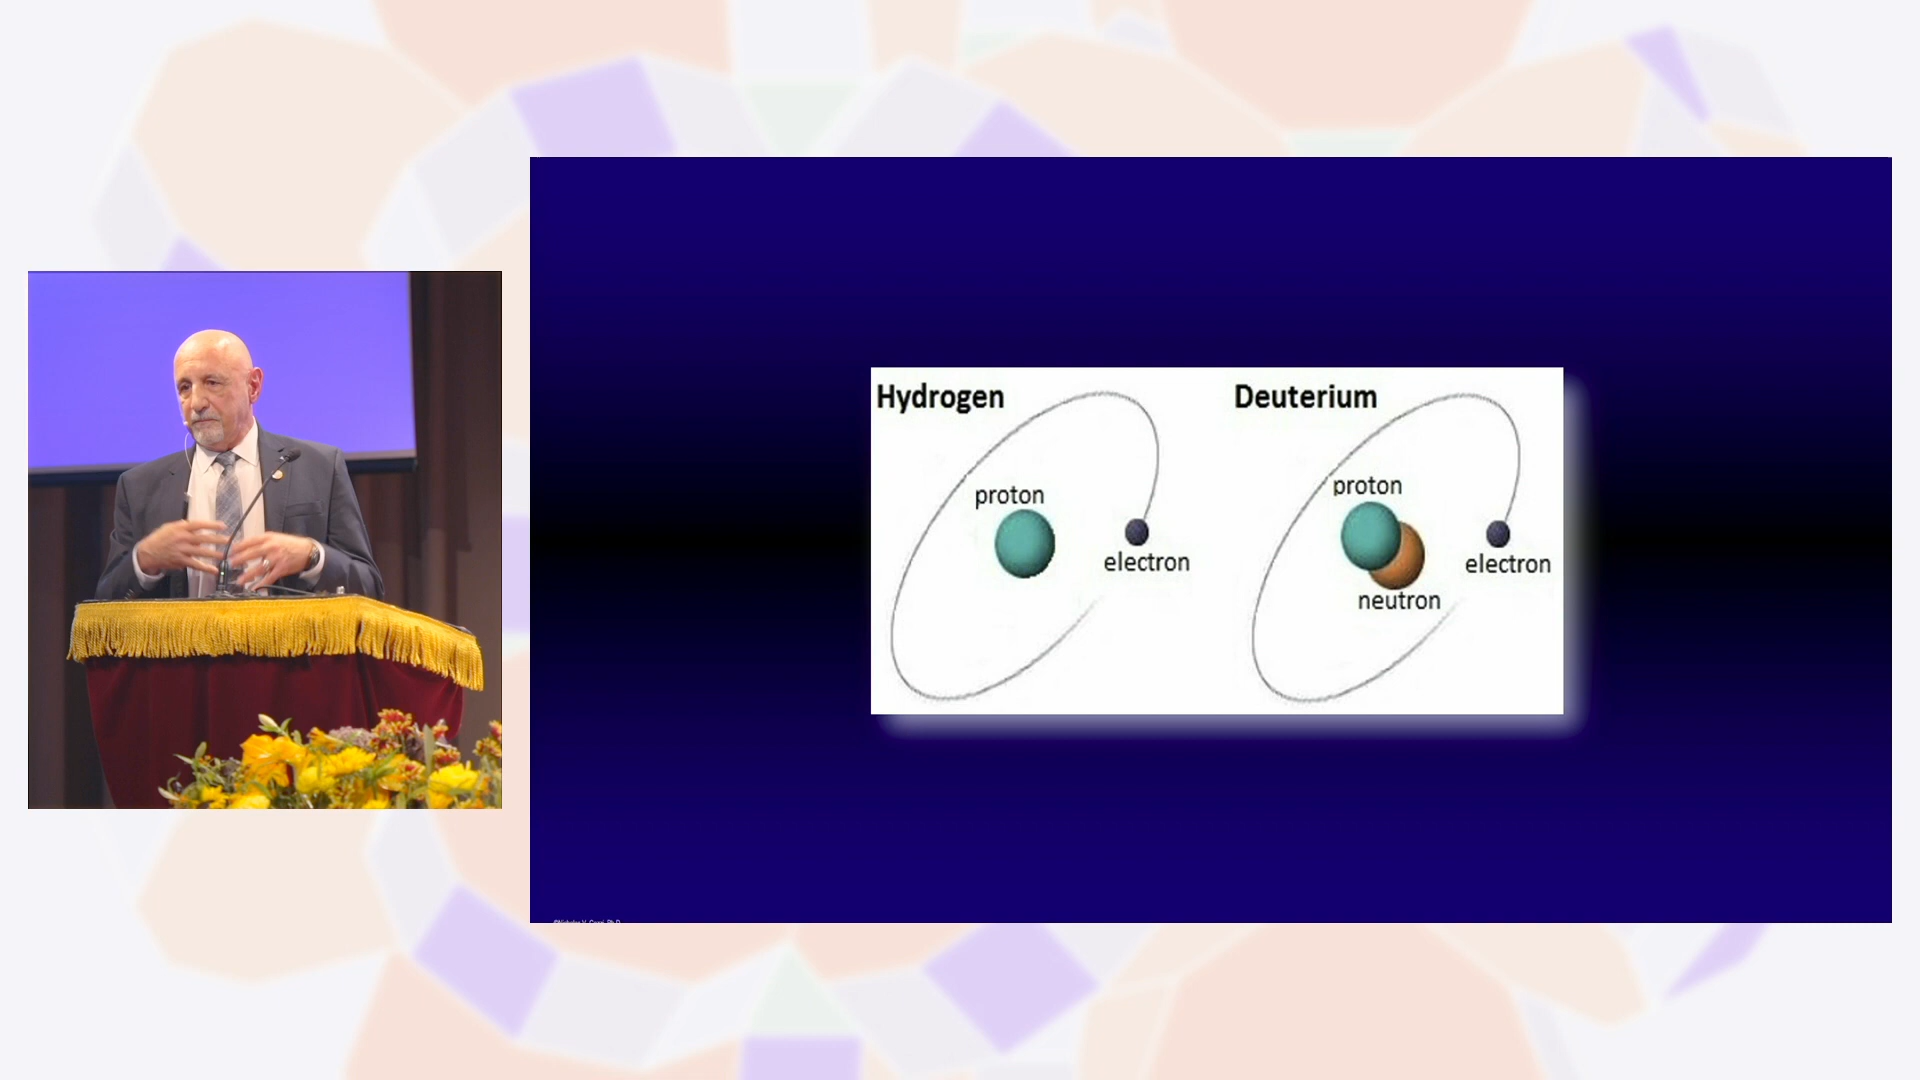 Hydrogen
proton
electron
Deuterium
proton
electron
neutron